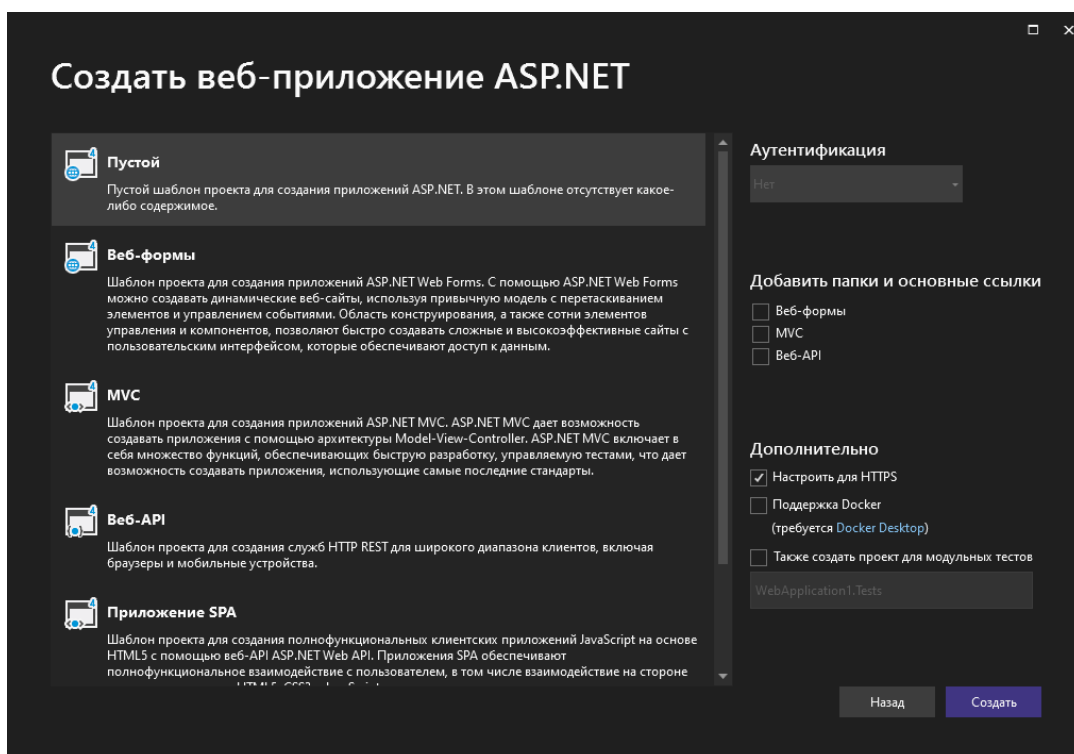 Создать веб-приложение ASP.NET
Пустой
Пустой шаблон проекта для создания приложений ASP.NET. В этом шаблоне отсутствует какое-
либо содержимое.
Веб-формы
Шаблон проекта для создания приложений ASP.NET Web Forms. С помощью ASP.NET Web Forms
можно создавать динамические веб-сайты, используя привычную модель с перетаскиванием
элементов и управлением событиями. Область конструирования, а также сотни элементов
управления и компонентов, позволяют быстро создавать сложные и высокоэффективные сайты с
пользовательским интерфейсом, которые обеспечивают доступ к данным.
MVC
Шаблон проекта для создания приложений ASP.NET MVC. ASP.NET MVC дает возможность
создавать приложения с помощью архитектуры Model-View-Controller. ASP.NET MVC включает в
себя множество функций, обеспечивающих быструю разработку, управляемую тестами, что дает
возможность создавать приложения, использующие самые последние стандарты.
Веб-API
Шаблон проекта для создания служб HTTP REST для широкого диапазона клиентов, включая
браузеры и мобильные устройства.
Приложение SPA
Шаблон проекта для создания полнофункциональных клиентских приложений JavaScript на основе
HTML5 с помощью веб-API ASP.NET Web API. Приложения SPA обеспечивают
полнофункциональное взаимодействие с пользователем, в том числе взаимодействие на стороне
Аутентификация
Нет
Добавить папки и основные ссылки
Веб-формы
MVC
Веб-API
Дополнительно
Настроить для HTTPS
Поддержка Docker
(требуется Docker Desktop)
Также создать проект для модульных тестов
WebApplication1.Tests
Назад
Создать